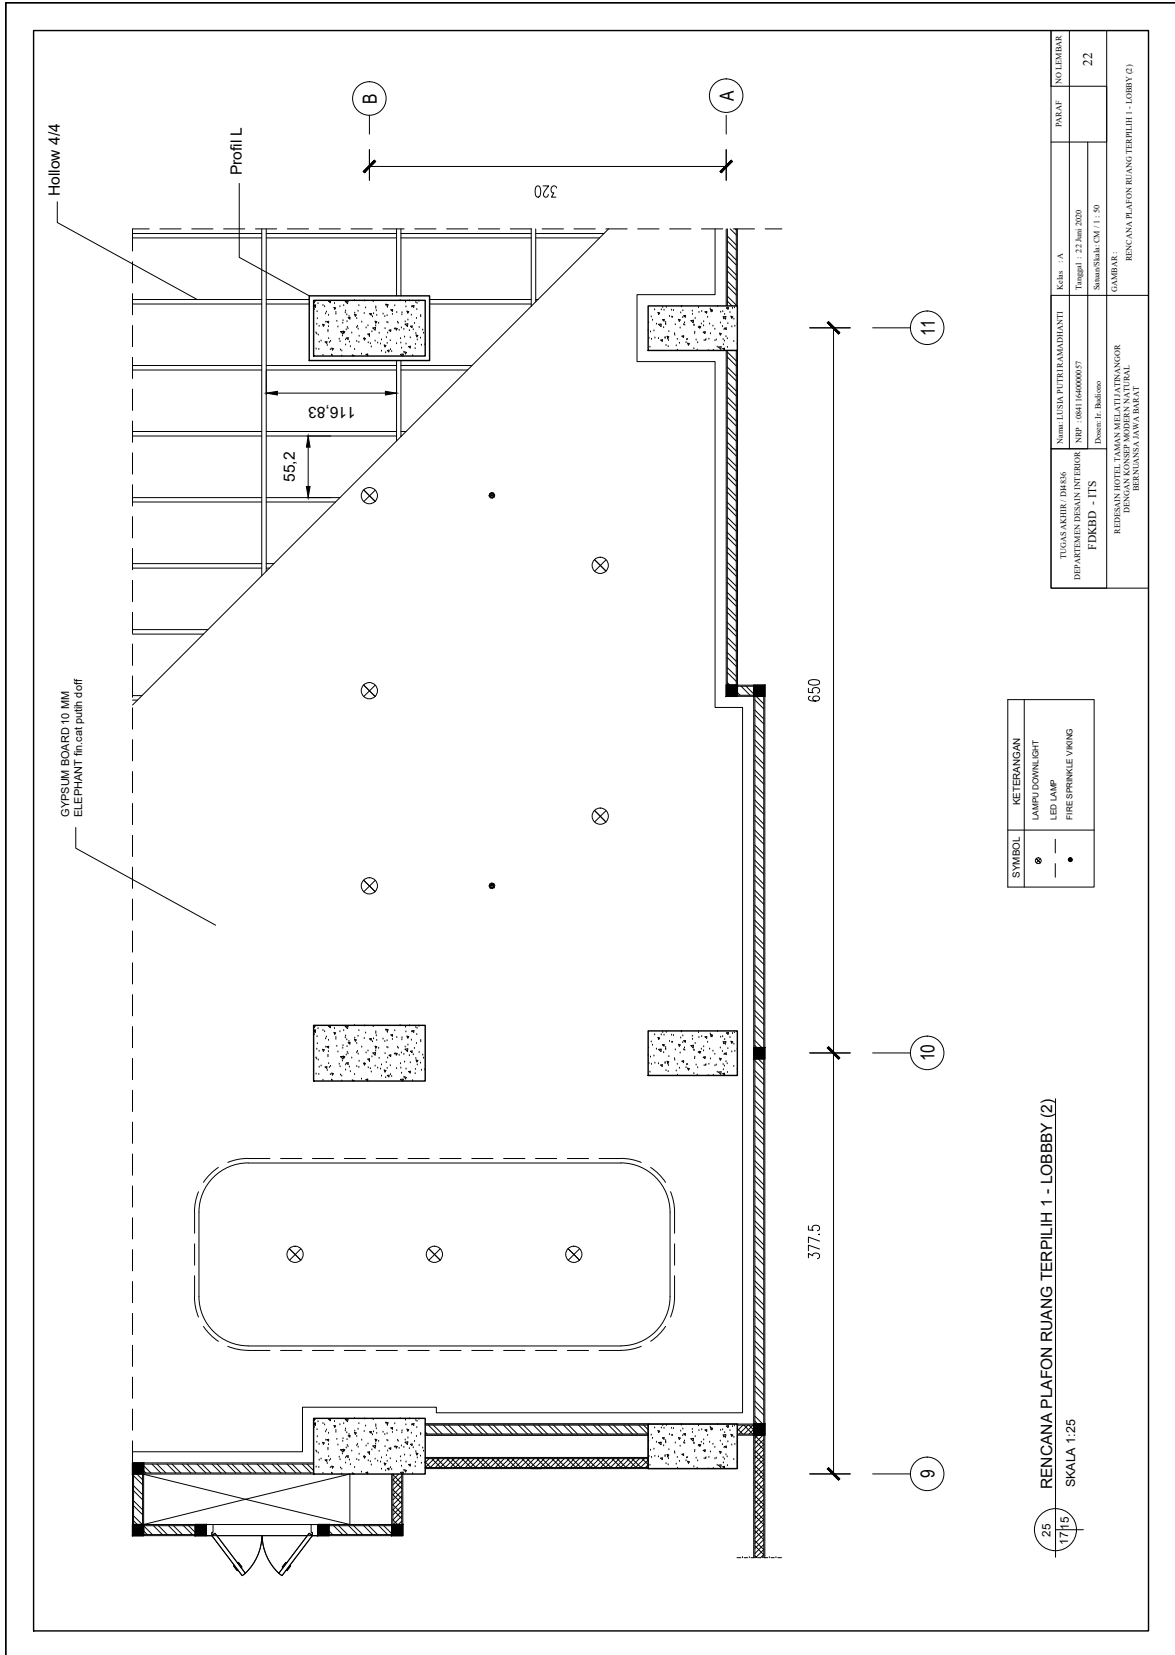 Hollow 4/4
Profil L
GYPSUM BOARD 10 MM
ELEPHANT fin.cat putih doff
B
A
320
116,83
55,2
11
10
9
650
377.5
SYMBOL
KETERANGAN
LAMPU DOWNLIGHT
LED LAMP
FIRE SPRINKLE VIKING
25
17 15
RENCANA PLAFON RUANG TERPILIH 1 - LOBBBY (2)
SKALA 1:25
TUGAS AKHIR / DI4836
DEPARTEMEN DESAIN INTERIOR
FDKBD - ITS
Nama: LUSIA PUTRI RAMADHANTI
NRP : 08411640000057
Dosen: Ir. Budiono
Kelas : A
Tanggal : 22 Juni 2020
Satuan/Skala: CM / 1 : 50
PARAF
NO LEMBAR
22
REDESAIN HOTEL TAMAN MELATI JATINANGOR
DENGAN KONSEP MODERN NATURAL
BERNUANSA JAWA BARAT
GAMBAR :
RENCANA PLAFON RUANG TERPILIH 1 - LOBBY (2)